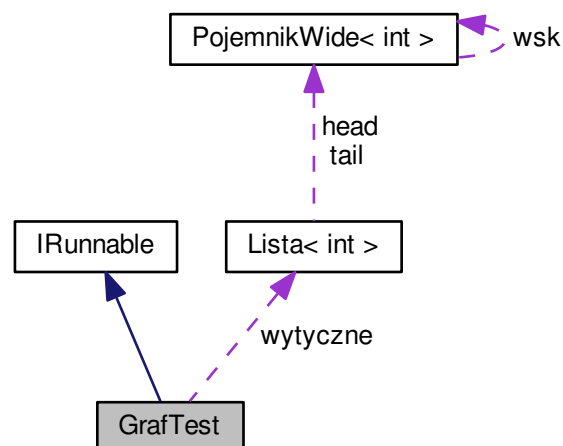 PojemnikWide< int >
wsk
head
tail
IRunnable
Lista< int >
wytyczne
GrafTest